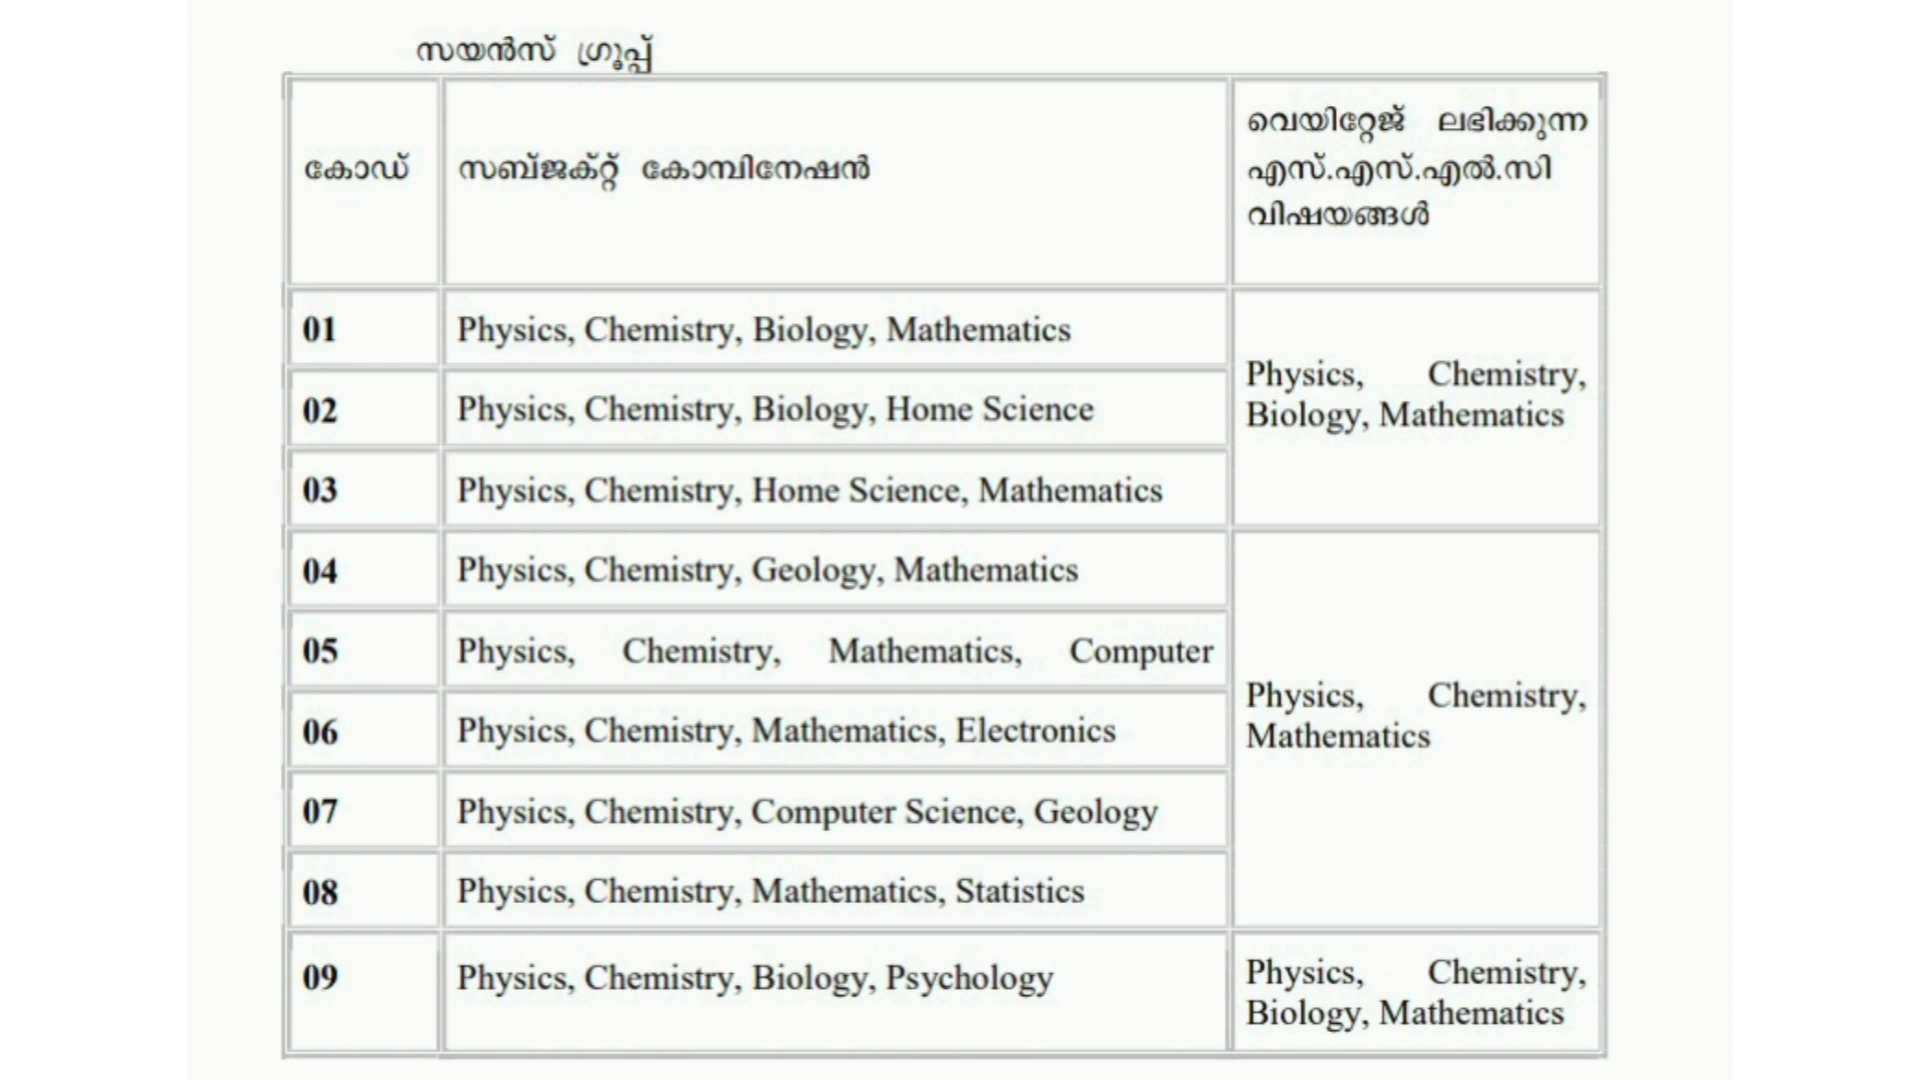 സയൻസ് ഗ്രൂപ്പ്
കോഡ്
സബ്ജക്റ്റ് കോമ്പിനേഷൻ
വെയിറ്റേജ് ലഭിക്കുന്ന
എസ്.എസ്.എൽ.സി
വിഷയങ്ങൾ
01 Physics, Chemistry, Biology, Mathematics
02 Physics, Chemistry, Biology, Home Science
03 Physics, Chemistry, Home Science, Mathematics
Physics, Chemistry,
Biology, Mathematics
04 Physics, Chemistry, Geology, Mathematics
05 Physics, Chemistry, Mathematics, Computer
06 Physics, Chemistry, Mathematics, Electronics
07 Physics, Chemistry, Computer Science, Geology
08 Physics, Chemistry, Mathematics, Statistics
Physics, Chemistry,
Mathematics
09 Physics, Chemistry, Biology, Psychology
Physics, Chemistry,
Biology, Mathematics